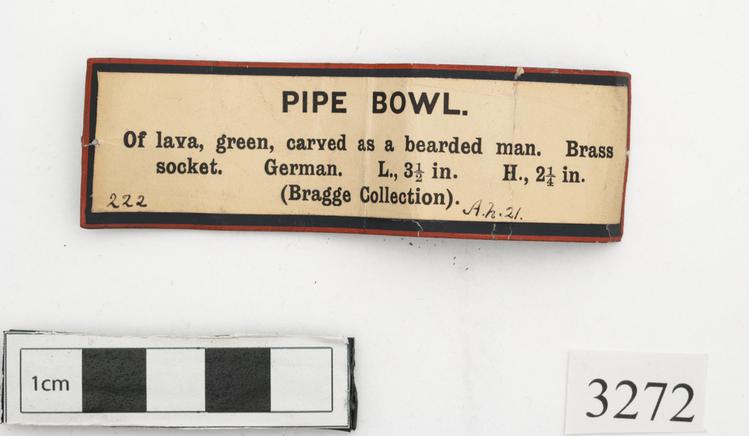 PIPE BOWL.
Of lava, green, carved as a bearded man. Brass
socket. German. L., 3½ in. H., 2¼ in.
(Bragge Collection).
222
A.h.21.
1cm
3272